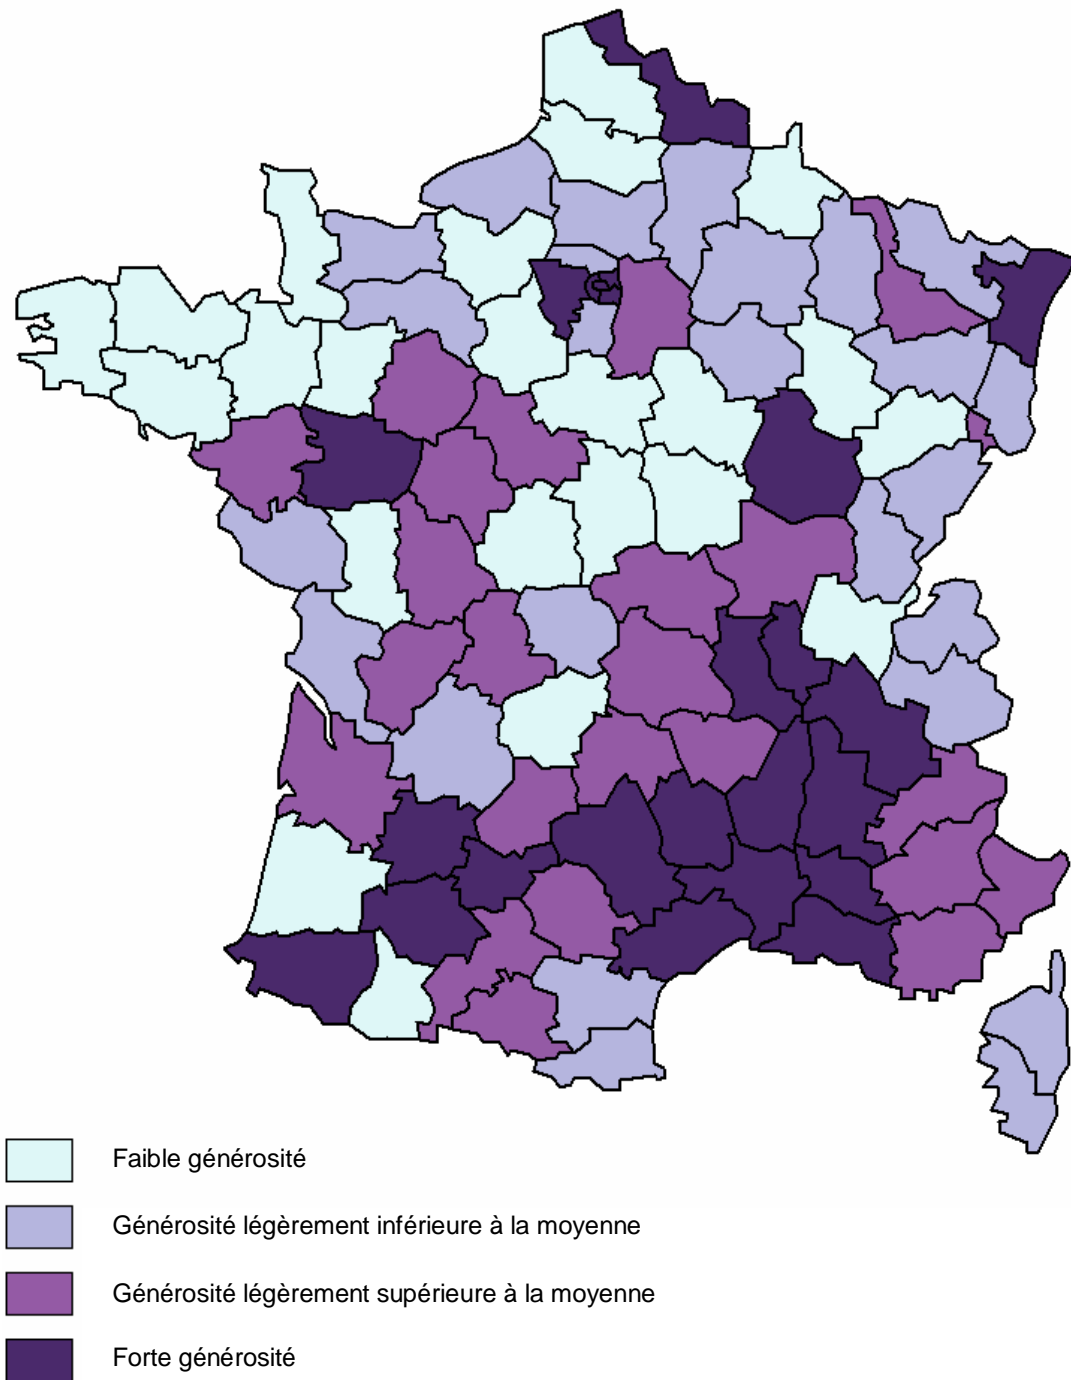 Faible générosité
Générosité légèrement inférieure à la moyenne
Générosité légèrement supérieure à la moyenne
Forte générosité